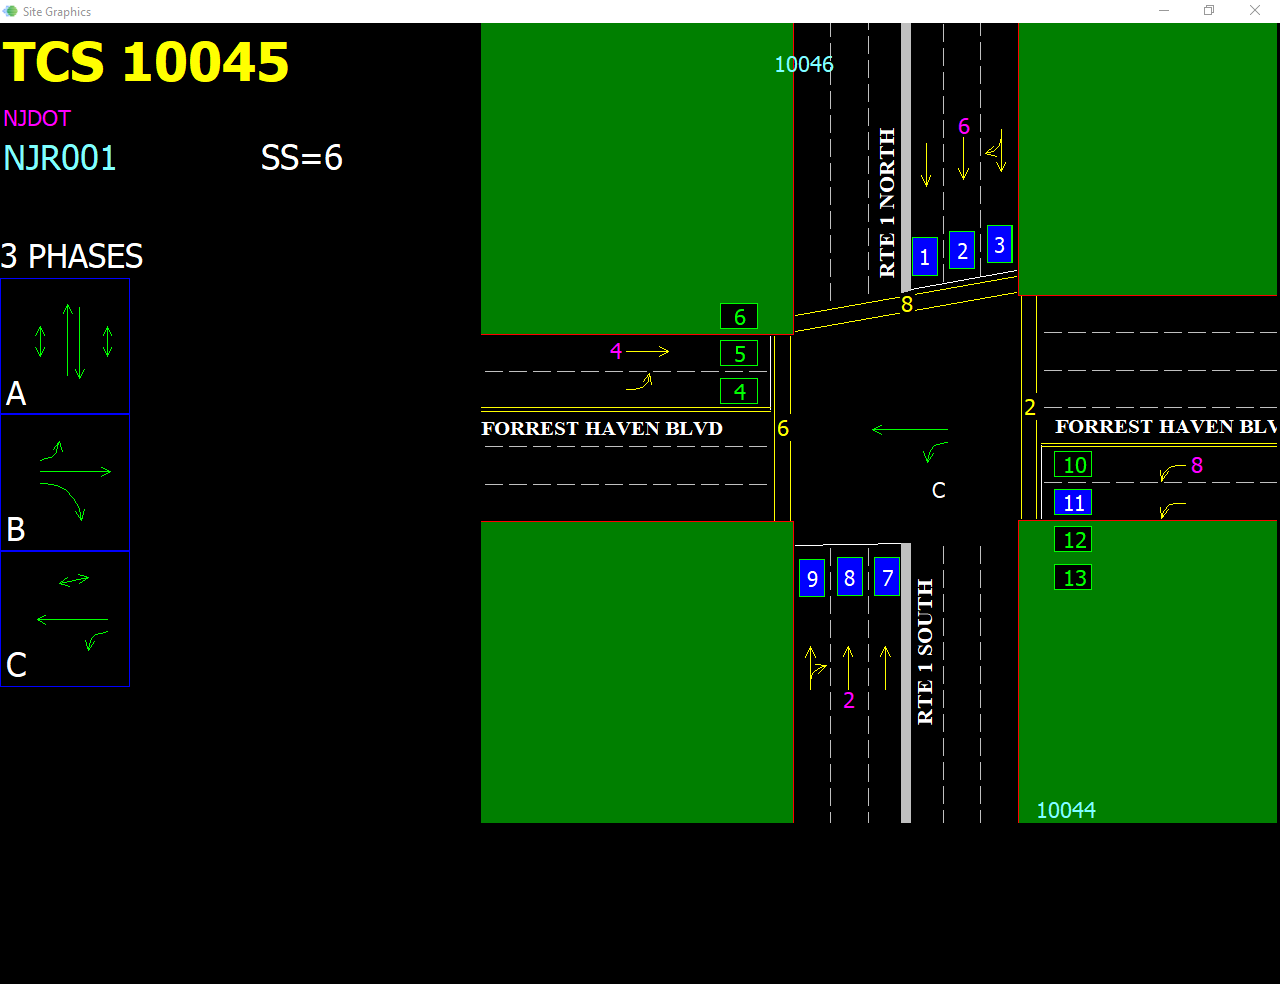 Site Graphics
TCS 10045
NJDOT
NJR001 SS=6
3 PHASES
A
B
C
10046
RTE 1 NORTH
6
1 2 3
8
6
4 5
4
FORREST HAVEN BLVD
6
2
FORREST HAVEN BLV
10 8
11
C
12
13
9 8 7
RTE 1 SOUTH
2
10044